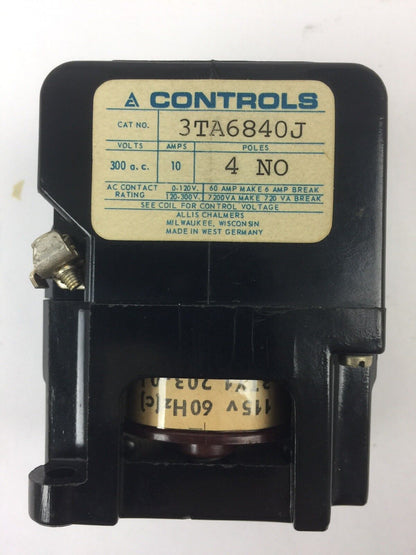 CONTROLS
CAT-NO. 3TA6840J
VOLTS AMPS POLES
300 a.c. 10 4 NO
AC CONTACT RATING 0-120V. 60 AMP MAKE 6 AMP BREAK
120-300V. 7200VA MAKE 720 VA BREAK
SEE COIL FOR CONTROL VOLTAGE
ALLIS CHALMERS
MILWAUKEE, WISCONSIN
MADE IN WEST GERMANY
115v 60Hz(c)